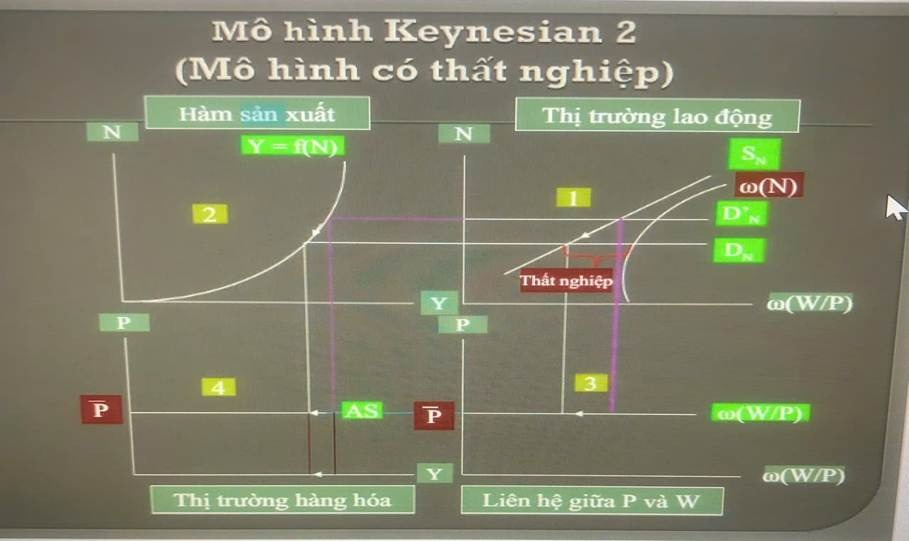 Mô hình Keynesian 2
(Mô hình có thất nghiệp)
Hàm sản xuất
Thị trường lao động
N
Y = f(N)
N
S_N
ω(N)
1
2
D'_N
D_N
Thất nghiệp
Y
ω(W/P)
P
P
4
3
P̅
AS
P̅
ω(W/P)
Y
ω(W/P)
Thị trường hàng hóa
Liên hệ giữa P và W